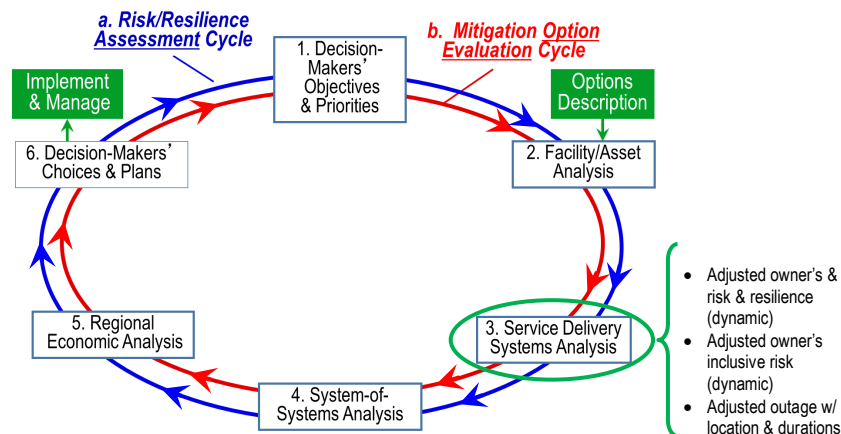 a. Risk/Resilience
Assessment Cycle
b. Mitigation Option
Evaluation Cycle
1. Decision-
Makers’
Objectives
& Priorities
Implement
& Manage
Options
Description
6. Decision-Makers’
Choices & Plans
2. Facility/Asset
Analysis
5. Regional
Economic Analysis
3. Service Delivery
Systems Analysis
4. System-of-
Systems Analysis
• Adjusted owner’s &
risk & resilience
(dynamic)
• Adjusted owner’s
inclusive risk
(dynamic)
• Adjusted outage w/
location & durations